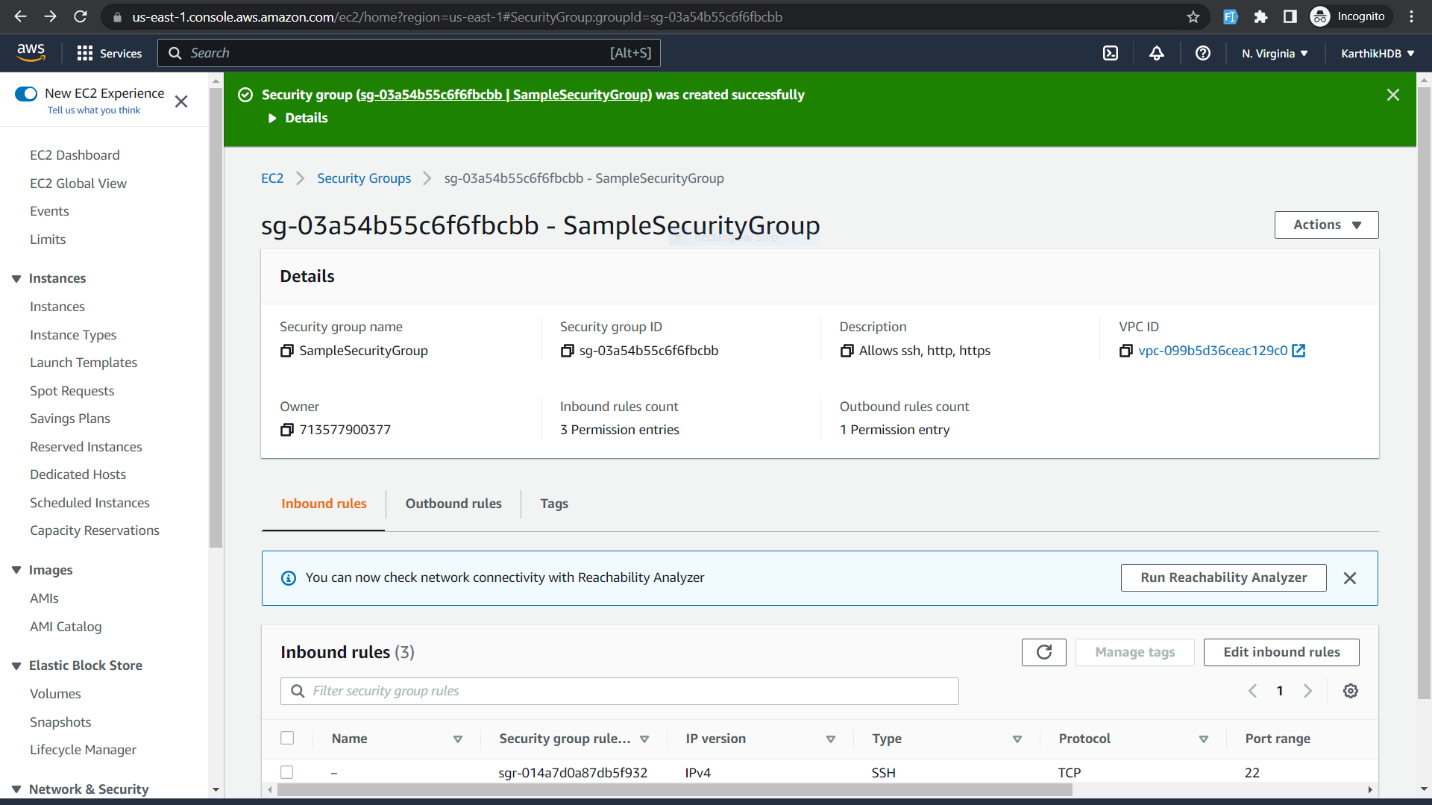 us-east-1.console.aws.amazon.com/ec2/home?region=us-east-1#SecurityGroup:groupId=sg-03a54b55c6f6fbcbb
Incognito
aws
Services
Search
[Alt+S]
N. Virginia
KarthikHDB
New EC2 Experience
Tell us what you think
Security group (sg-03a54b55c6f6fbcbb | SampleSecurityGroup) was created successfully
Details
EC2 Dashboard
EC2 Global View
Events
Limits
Instances
Instances
Instance Types
Launch Templates
Spot Requests
Savings Plans
Reserved Instances
Dedicated Hosts
Scheduled Instances
Capacity Reservations
Images
AMIs
AMI Catalog
Elastic Block Store
Volumes
Snapshots
Lifecycle Manager
Network & Security
EC2 > Security Groups > sg-03a54b55c6f6fbcbb - SampleSecurityGroup
sg-03a54b55c6f6fbcbb - SampleSecurityGroup
Actions
Details
Security group name
SampleSecurityGroup
Security group ID
sg-03a54b55c6f6fbcbb
Description
Allows ssh, http, https
VPC ID
vpc-099b5d36ceac129c0
Owner
713577900377
Inbound rules count
3 Permission entries
Outbound rules count
1 Permission entry
Inbound rules
Outbound rules
Tags
You can now check network connectivity with Reachability Analyzer
Run Reachability Analyzer
Inbound rules (3)
Manage tags
Edit inbound rules
Filter security group rules
1
Name
Security group rule...
IP version
Type
Protocol
Port range
–
sgr-014a7d0a87db5f932
IPv4
SSH
TCP
22